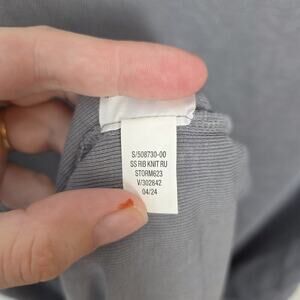 S/508730-00
SS RIB KNIT RU
STORM623
V/302842
04/24